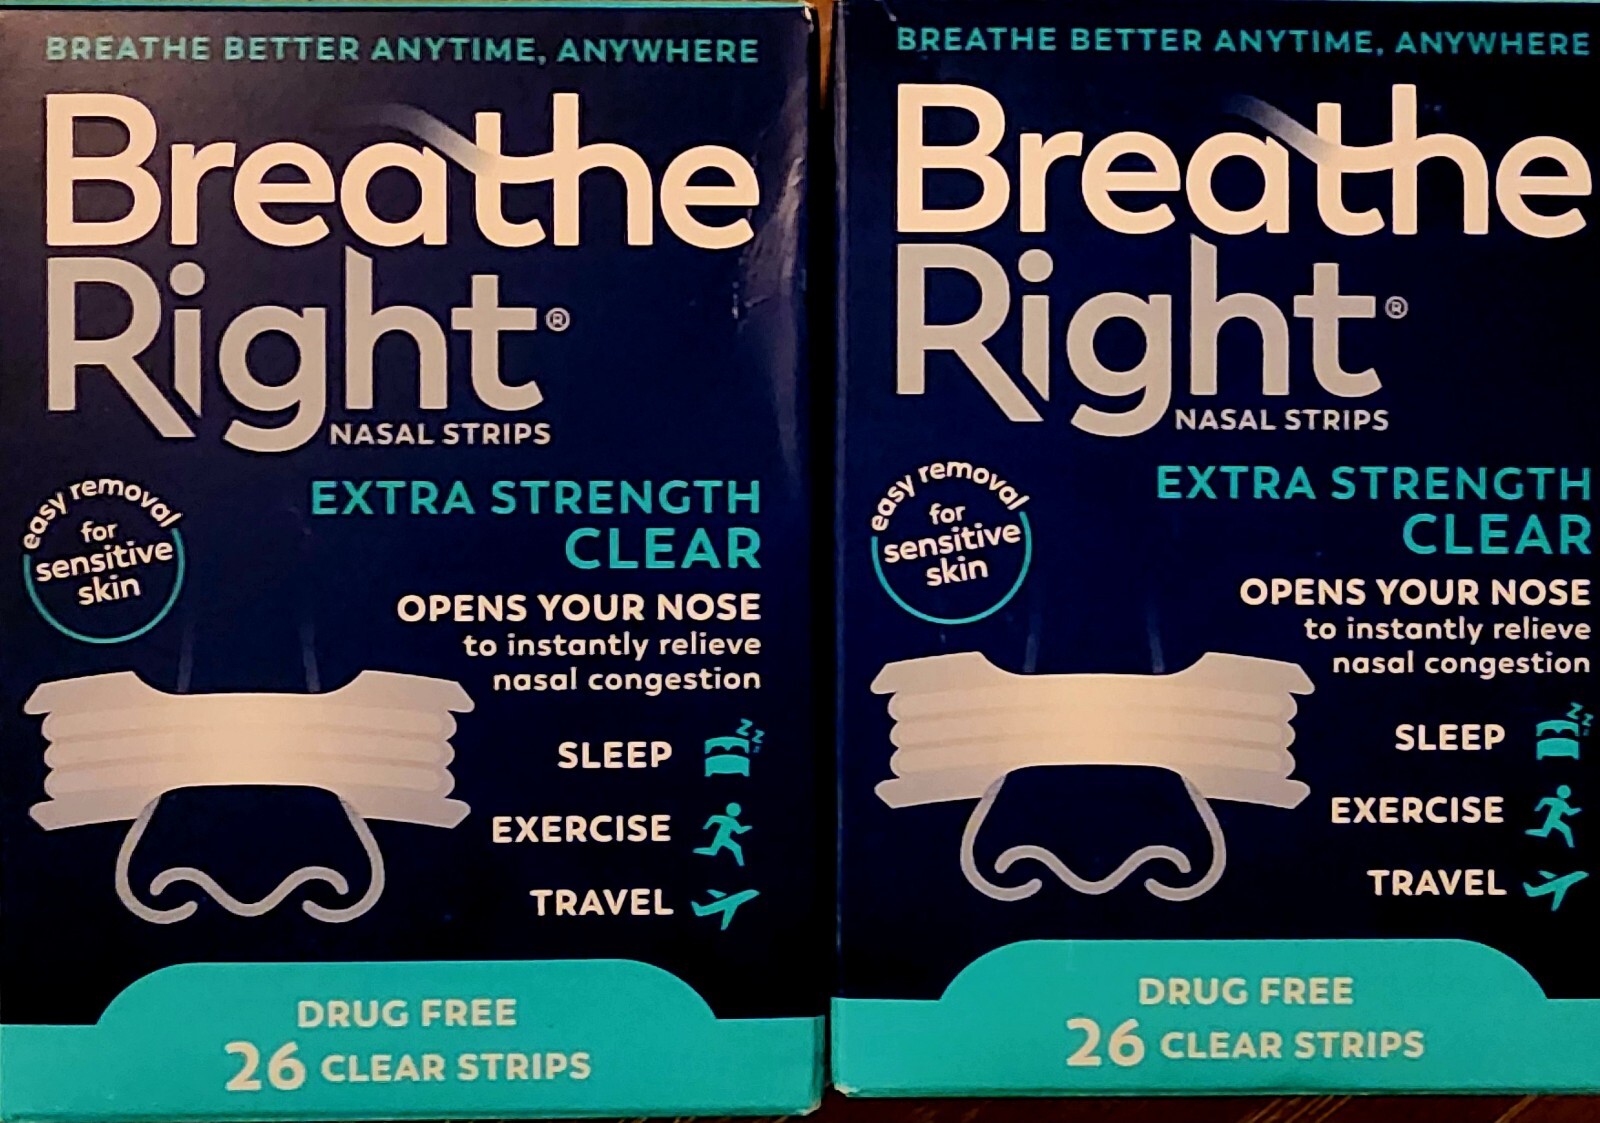 BREATHE BETTER ANYTIME, ANYWHERE
Breathe
Right®
NASAL STRIPS
easy removal
for
sensitive
skin
EXTRA STRENGTH
CLEAR
OPENS YOUR NOSE
to instantly relieve
nasal congestion
SLEEP
zzz
EXERCISE
TRAVEL
DRUG FREE
26 CLEAR STRIPS
BREATHE BETTER ANYTIME, ANYWHERE
Breathe
Right®
NASAL STRIPS
easy removal
for
sensitive
skin
EXTRA STRENGTH
CLEAR
OPENS YOUR NOSE
to instantly relieve
nasal congestion
SLEEP
zzz
EXERCISE
TRAVEL
DRUG FREE
26 CLEAR STRIPS